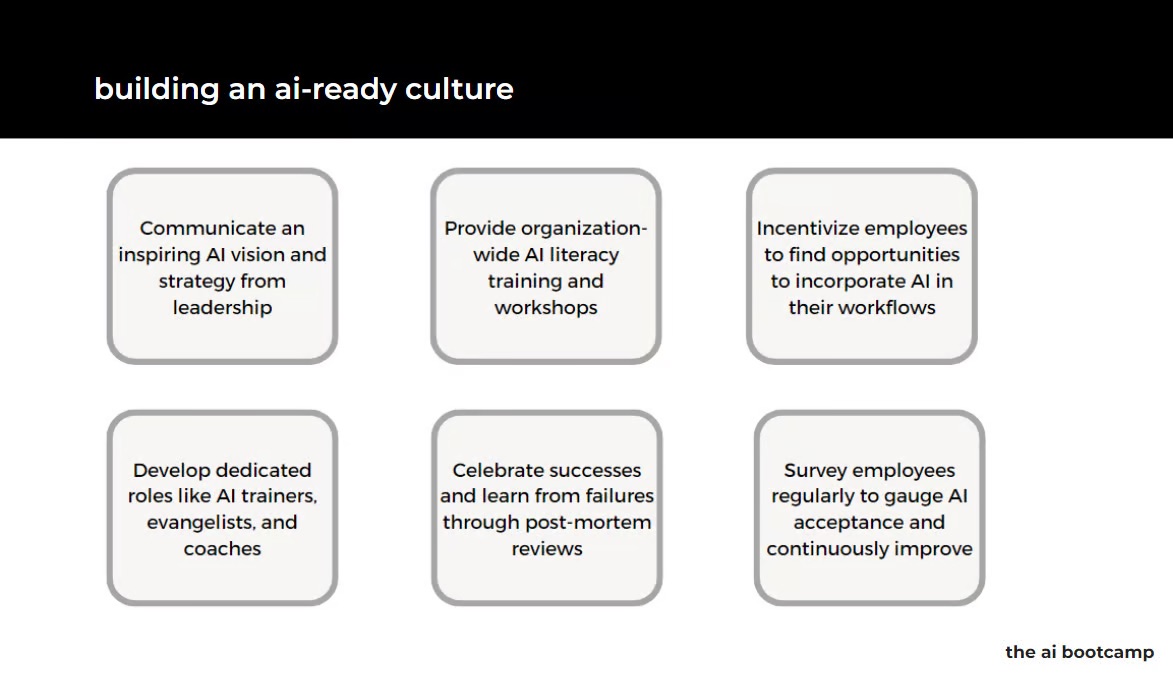 building an ai-ready culture
Communicate an
inspiring AI vision and
strategy from
leadership
Provide organization-
wide AI literacy
training and
workshops
Incentivize employees
to find opportunities
to incorporate AI in
their workflows
Develop dedicated
roles like AI trainers,
evangelists, and
coaches
Celebrate successes
and learn from failures
through post-mortem
reviews
Survey employees
regularly to gauge AI
acceptance and
continuously improve
the ai bootcamp